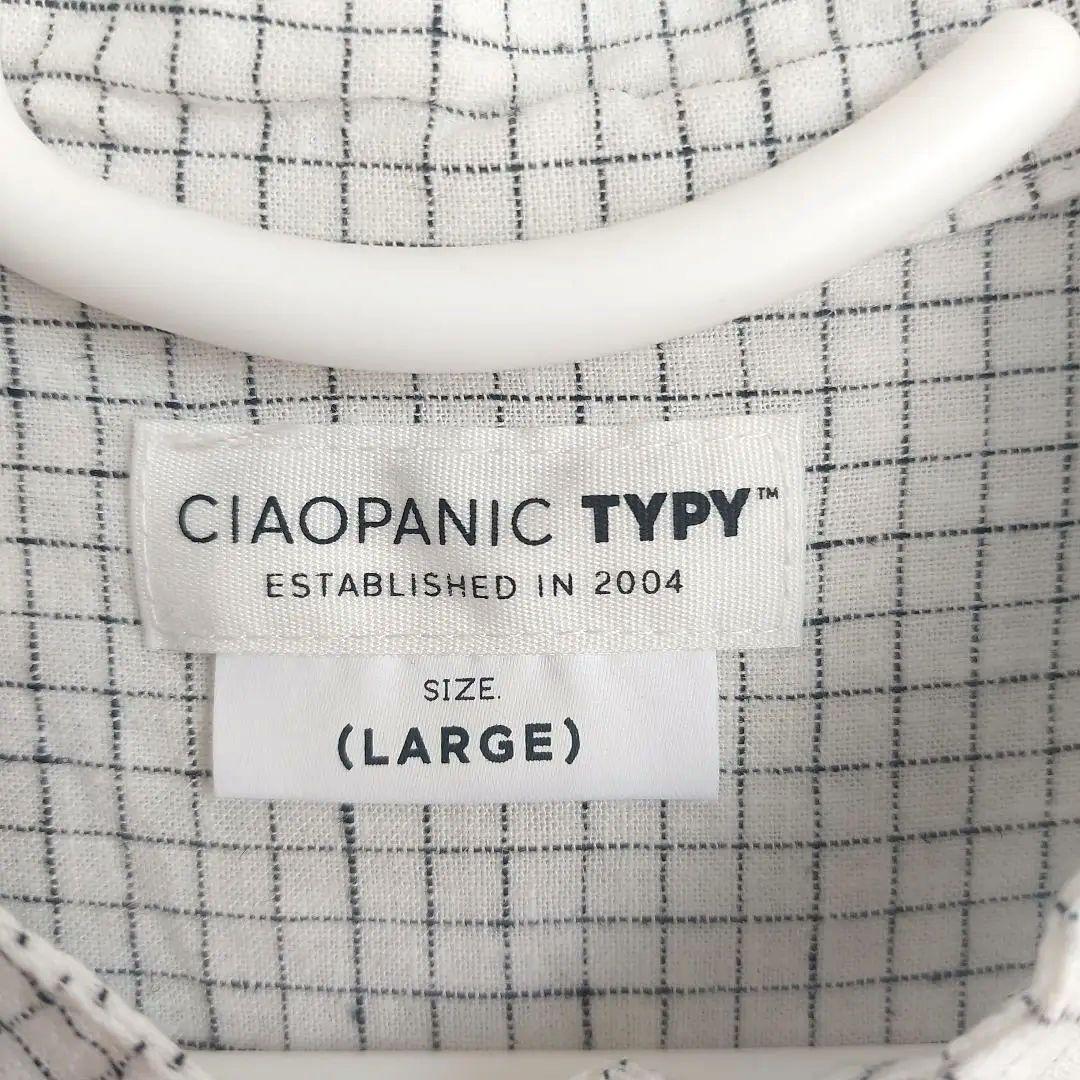 CIAOPANIC TYPY™
ESTABLISHED IN 2004
SIZE.
(LARGE)